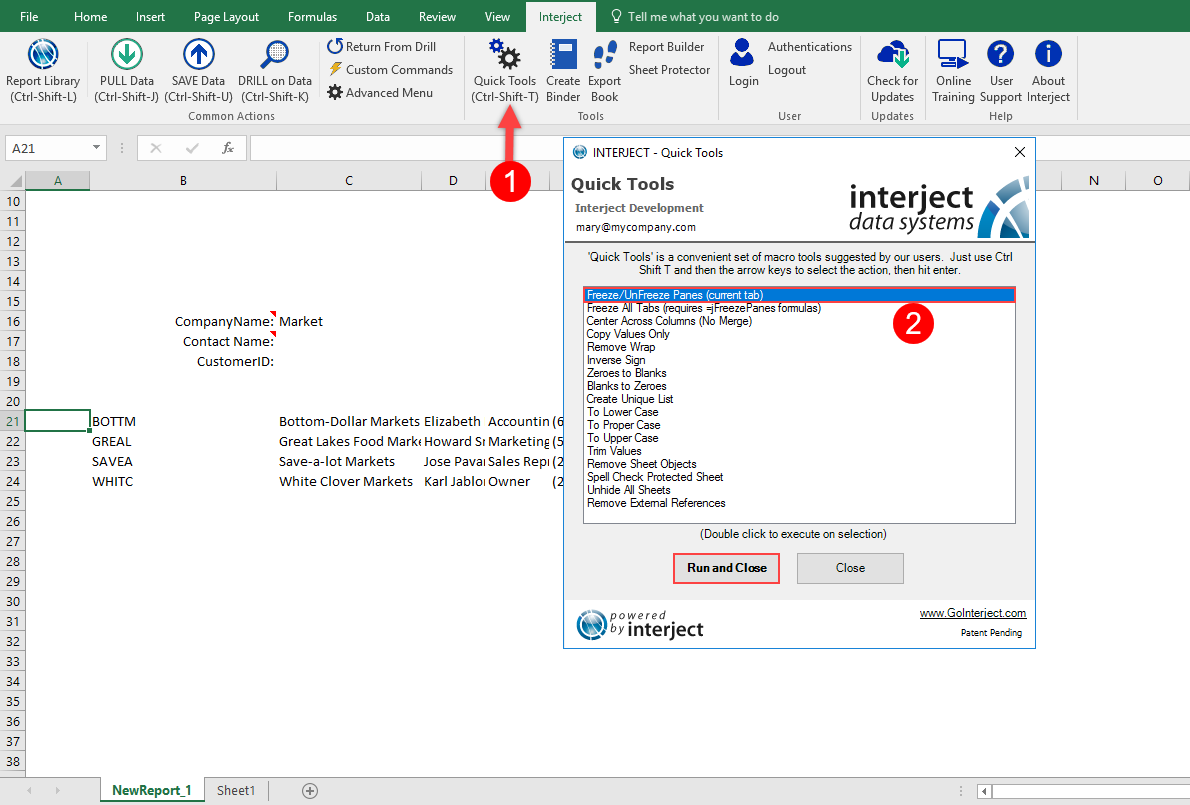 File Home Insert Page Layout Formulas Data Review View Interject Tell me what you want to do
Report Library
(Ctrl-Shift-L)
PULL Data
(Ctrl-Shift-J)
SAVE Data
(Ctrl-Shift-U)
DRILL on Data
(Ctrl-Shift-K)
Return From Drill
Custom Commands
Advanced Menu
Common Actions
Quick Tools
(Ctrl-Shift-T)
Create
Binder
Export
Book
Report Builder
Sheet Protector
Tools
Login
Authentications
Logout
User
Check for
Updates
Updates
Online
Training
User
Support
About
Interject
Help
A21 fx
1
A B C D N O
10
11
12
13
14
15
16 CompanyName: Market
17 Contact Name:
18 CustomerID:
19
20
21 BOTTM Bottom-Dollar Markets Elizabeth Accountin (6
22 GREAL Great Lakes Food Marke Howard Sn Marketing (5
23 SAVEA Save-a-lot Markets Jose Pavar Sales Repr (2
24 WHITC White Clover Markets Karl Jablon Owner (2
25
26
27
28
29
30
31
32
33
34
35
36
37
38
INTERJECT - Quick Tools
Quick Tools
Interject Development
mary@mycompany.com
interject
data systems
'Quick Tools' is a convenient set of macro tools suggested by our users. Just use Ctrl
Shift T and then the arrow keys to select the action, then hit enter.
Freeze/UnFreeze Panes (current tab)
Freeze All Tabs (requires =jFreezePanes formulas)
Center Across Columns (No Merge)
Copy Values Only
Remove Wrap
Inverse Sign
Zeroes to Blanks
Blanks to Zeroes
Create Unique List
To Lower Case
To Proper Case
To Upper Case
Trim Values
Remove Sheet Objects
Spell Check Protected Sheet
Unhide All Sheets
Remove External References
2
(Double click to execute on selection)
Run and Close Close
powered
by interject
www.GoInterject.com
Patent Pending
NewReport_1 Sheet1